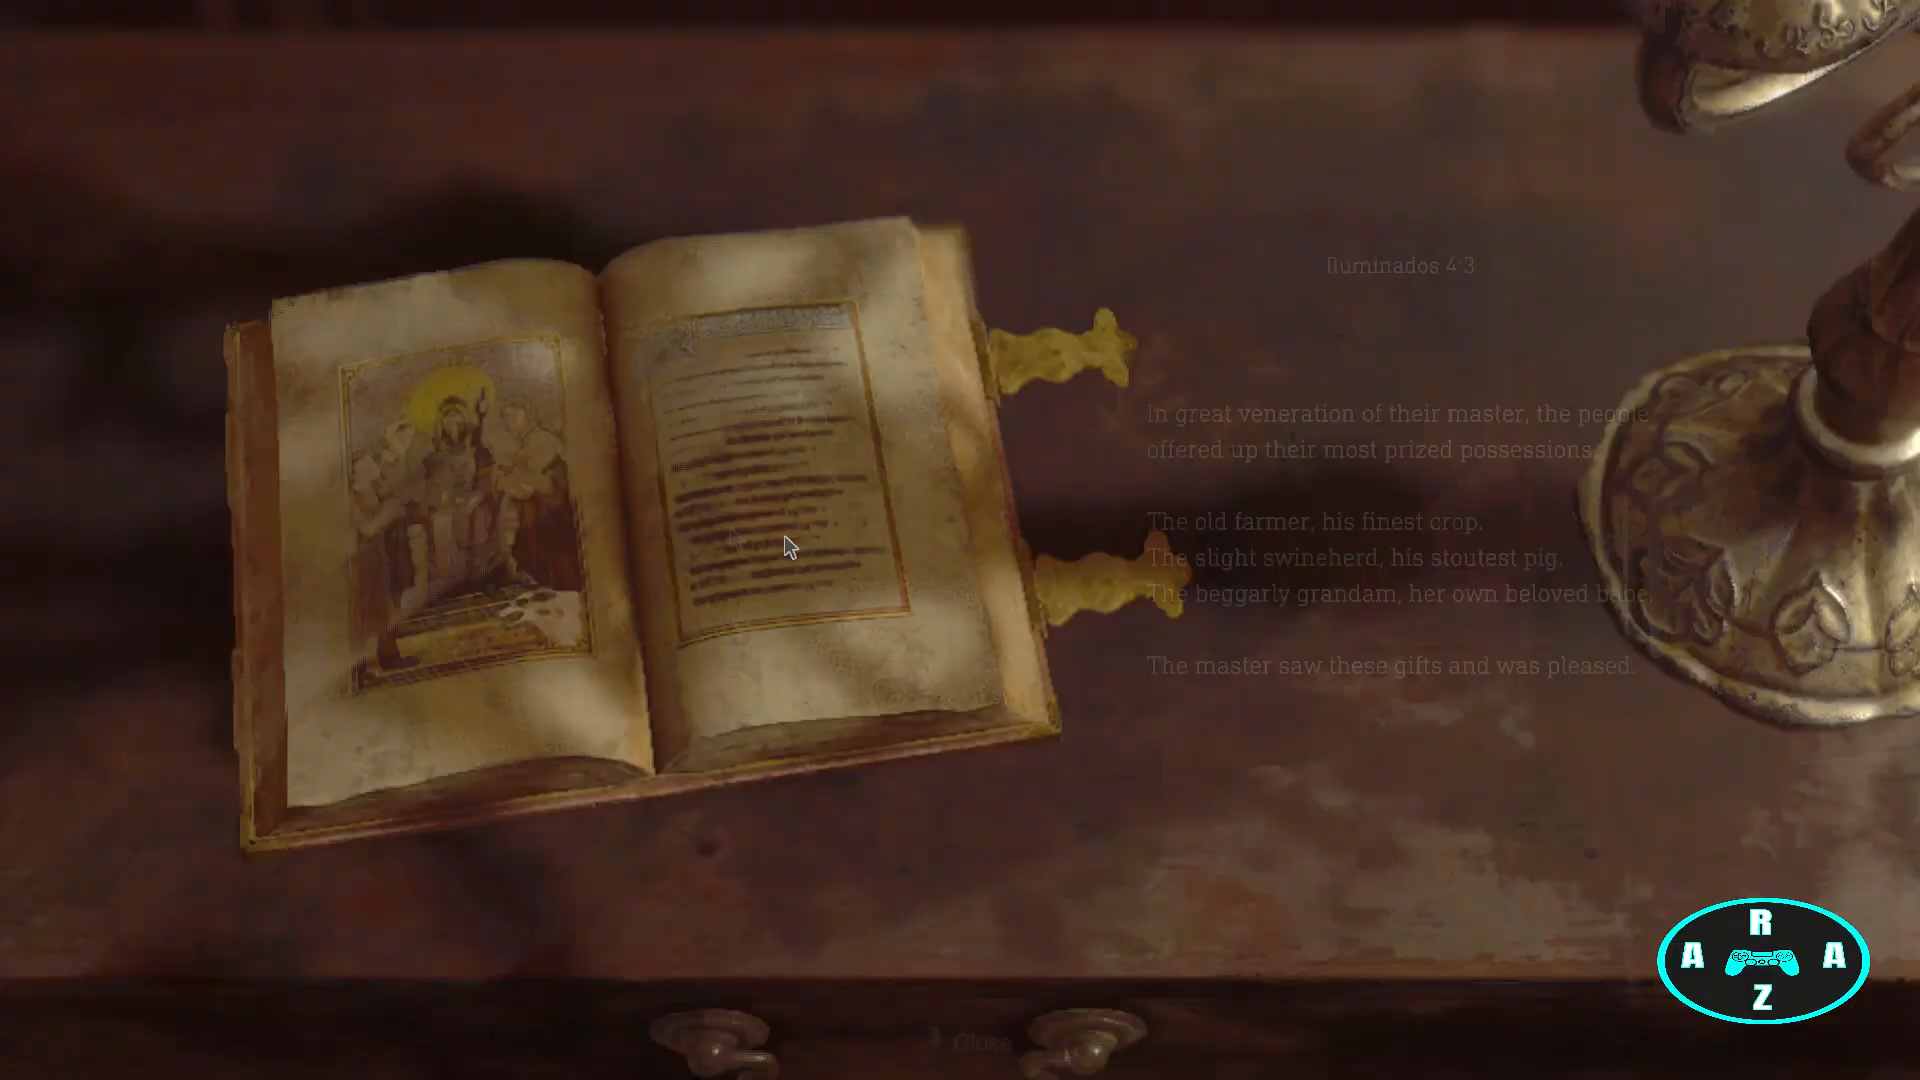 Iluminados 4:3
In great veneration of their master, the people
offered up their most prized possessions.
The old farmer, his finest crop.
The slight swineherd, his stoutest pig.
The beggarly grandam, her own beloved babe.
The master saw these gifts and was pleased.
Close
R
A A
Z